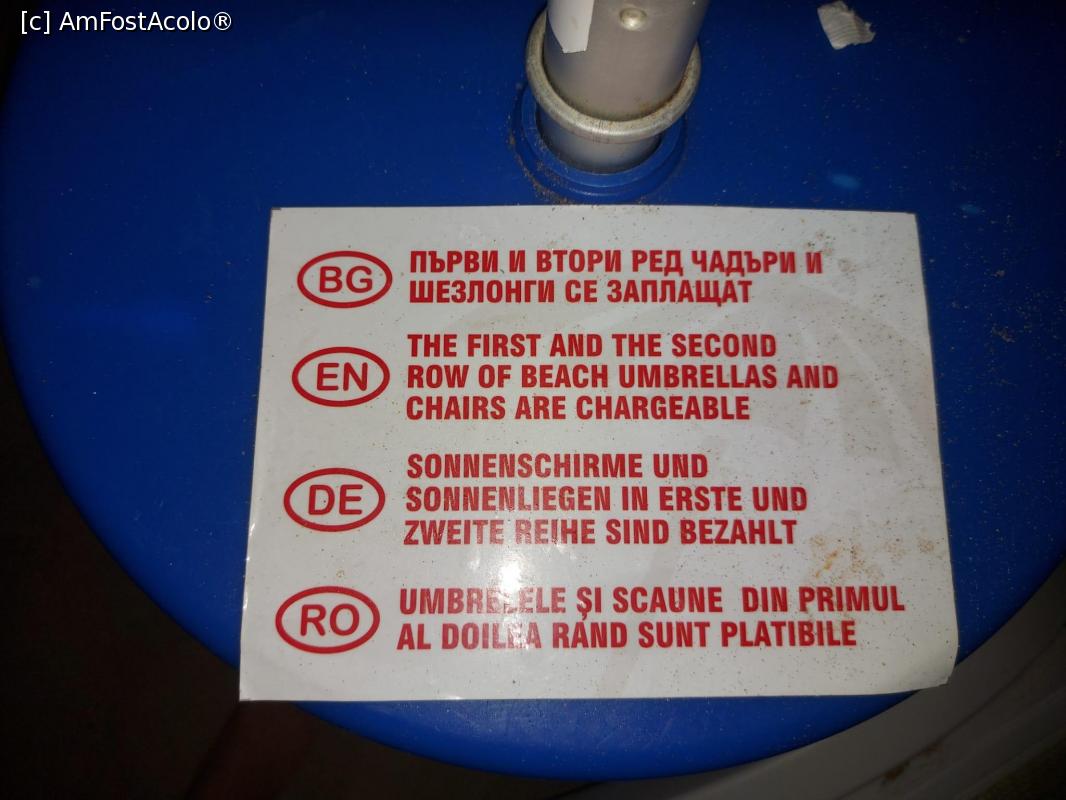 [c] AmFostAcolo®
BG
ПЪРВИ И ВТОРИ РЕД ЧАДЪРИ И
ШЕЗЛОНГИ СЕ ЗАПЛАЩАТ
EN
THE FIRST AND THE SECOND
ROW OF BEACH UMBRELLAS AND
CHAIRS ARE CHARGEABLE
DE
SONNENSCHIRME UND
SONNENLIEGEN IN ERSTE UND
ZWEITE REIHE SIND BEZAHLT
RO
UMBRELELE ȘI SCAUNE DIN PRIMUL
AL DOILEA RÂND SUNT PLATIBILE